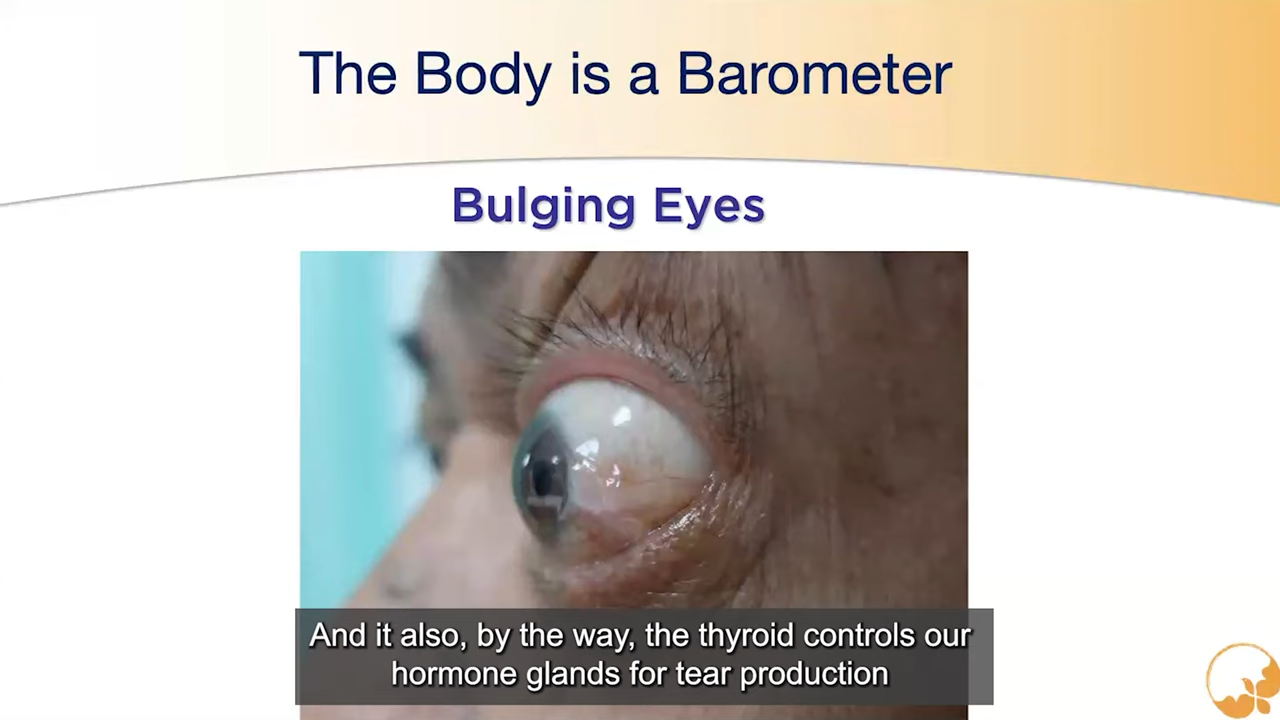 The Body is a Barometer
Bulging Eyes
And it also, by the way, the thyroid controls our
hormone glands for tear production